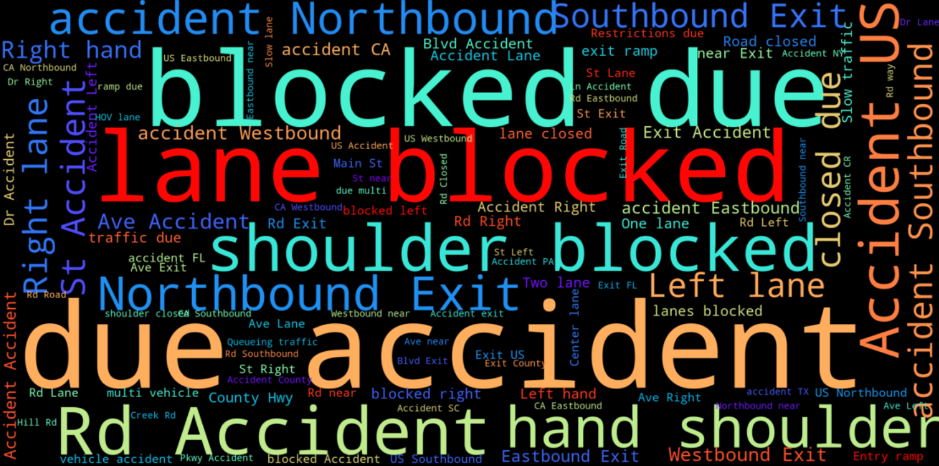 accident Northbound
Southbound Exit
Dr Lane
Slow lane
Restrictions due
Right hand
accident CA
Blvd Accident
Accident Lane
exit ramp
Road closed
near Exit
Accident NY
CA Northbound
US Eastbound
Eastbound near
Dr Right
ramp due
Accident Left
blocked due
St Lane
in Accident
Rd Eastbound
St Exit
Slow traffic
Rd way
Accident US
HOV lane
accident Westbound
US Accident
US Westbound
lane closed
Exit Road
Exit Accident
closed due
Southbound
accident
Dr Accident
Right lane
St Accident
lane blocked
Main St
St near
due multi
Rd Closed
Southbound near
Accident CR
CA Westbound
blocked left
Accident Right
accident Eastbound
Ave Accident
Rd Exit
Rd Right
One lane
Rd Left
traffic due
shoulder blocked
St Left
Accident PA
accident FL
Ave Exit
Northbound Exit
Two lane
Exit FL
Left lane
Rd Road
shoulder closed
CA Southbound
Westbound near
Accident exit
lanes blocked
Center lane
Ave Lane
due accident
Queueing traffic
Ave near
Rd Southbound
Blvd Exit
Exit US
Exit County
St Right
Accident County
Accident Accident
Rd Lane
multi vehicle
County Hwy
Rd near
blocked right
Left hand
Ave Right
accident TX
US Northbound
Accident SC
CA Eastbound
Northbound near
Ave Left
Hill Rd
Creek Rd
Rd Accident
hand shoulder
vehicle accident
Pkwy Accident
blocked Accident
US Southbound
Eastbound Exit
Westbound Exit
Entry ramp